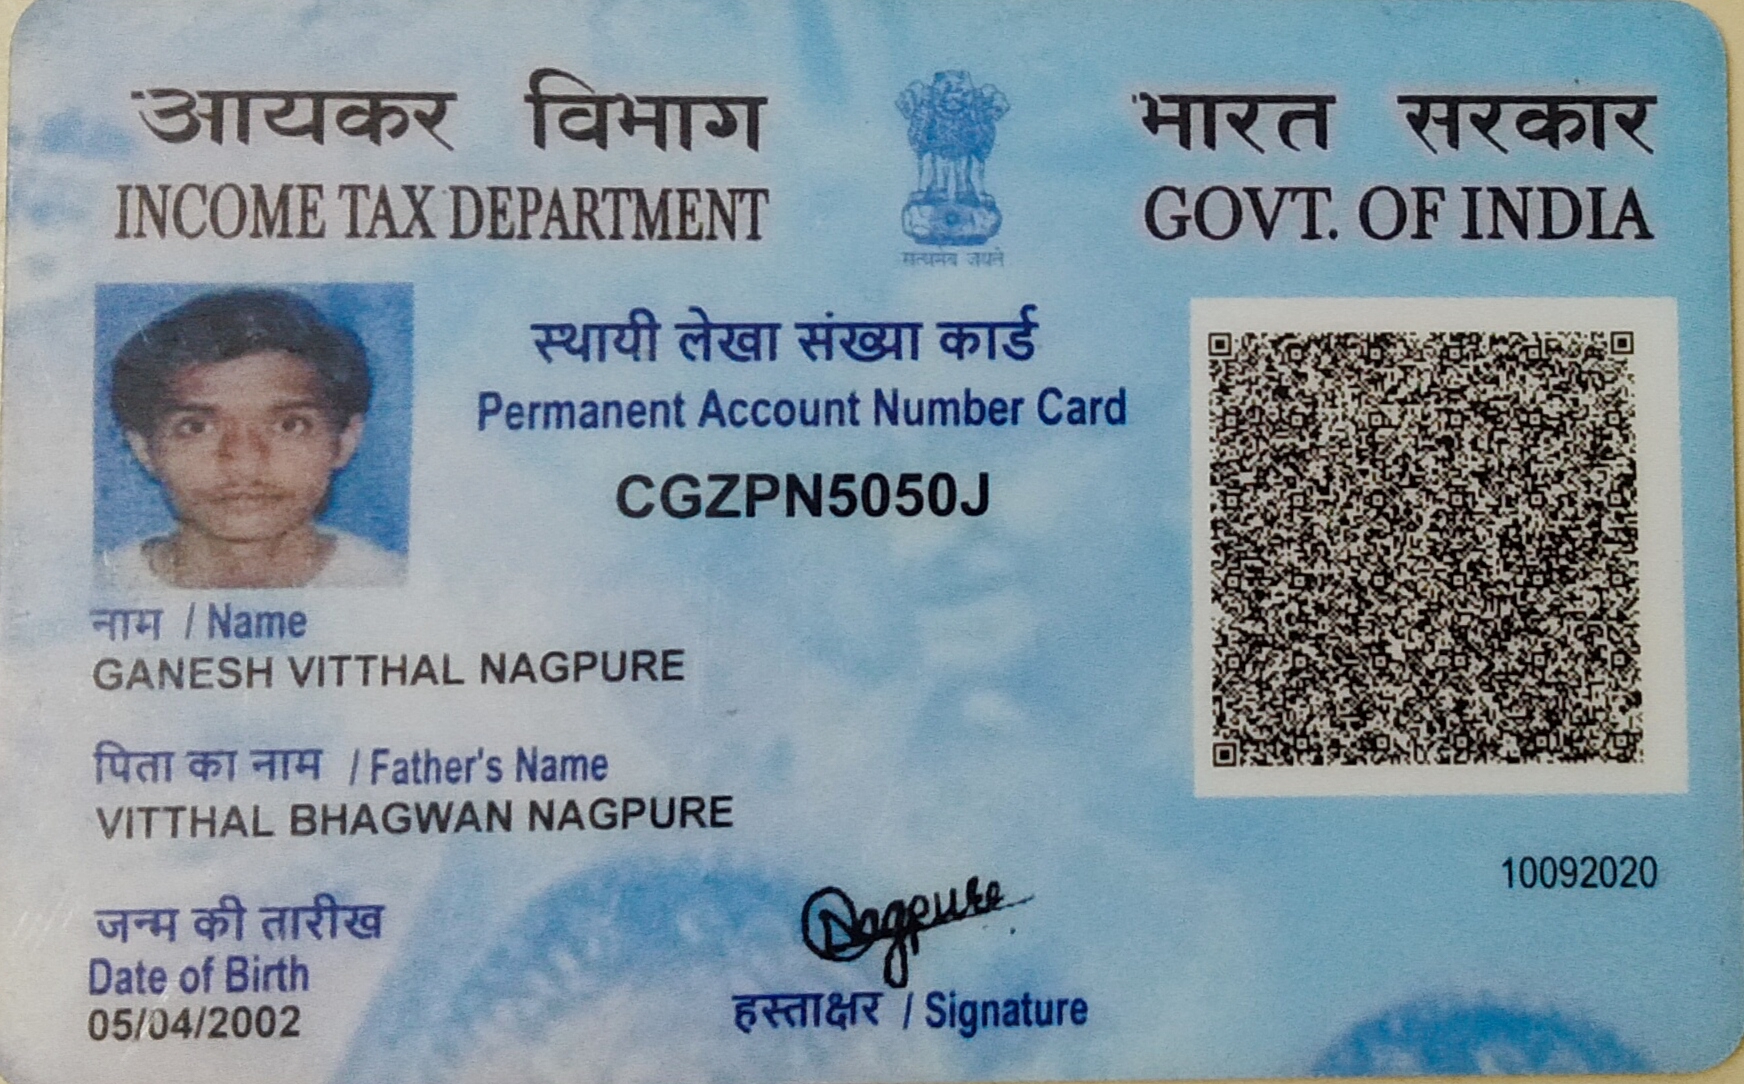 आयकर विभाग
INCOME TAX DEPARTMENT
भारत सरकार
GOVT. OF INDIA
सत्यमेव जयते
स्थायी लेखा संख्या कार्ड
Permanent Account Number Card
CGZPN5050J
नाम / Name
GANESH VITTHAL NAGPURE
पिता का नाम / Father's Name
VITTHAL BHAGWAN NAGPURE
जन्म की तारीख
Date of Birth
05/04/2002
Nagpure
हस्ताक्षर / Signature
10092020